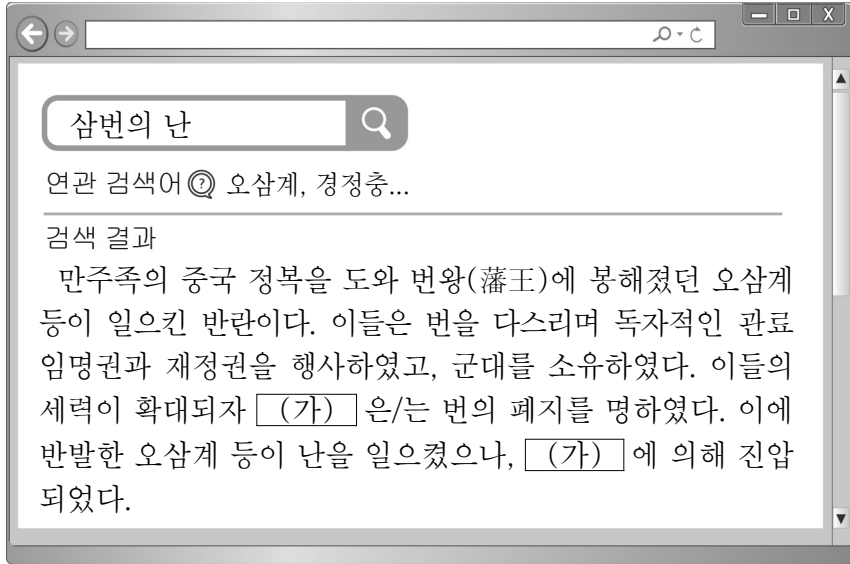 삼번의 난
연관 검색어 오삼계, 경정충...
검색 결과
만주족의 중국 정복을 도와 번왕(藩王)에 봉해졌던 오삼계
등이 일으킨 반란이다. 이들은 번을 다스리며 독자적인 관료
임명권과 재정권을 행사하였고, 군대를 소유하였다. 이들의
세력이 확대되자 (가) 은/는 번의 폐지를 명하였다. 이에
반발한 오삼계 등이 난을 일으켰으나, (가) 에 의해 진압
되었다.